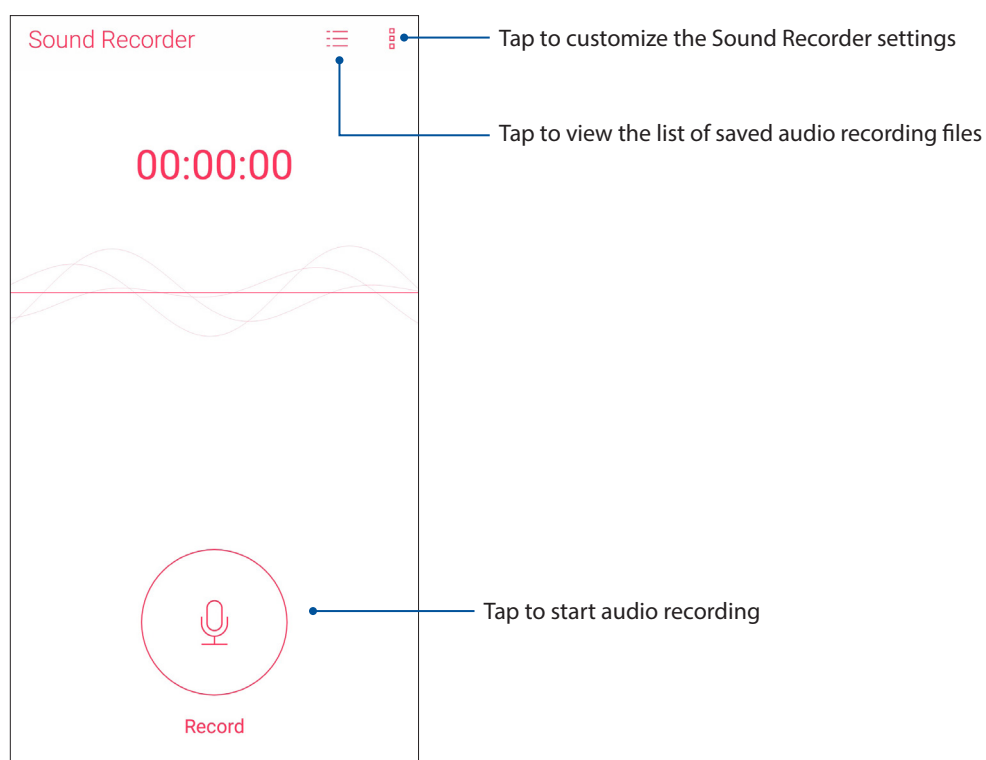 Sound Recorder
Tap to customize the Sound Recorder settings
Tap to view the list of saved audio recording files
00:00:00
Tap to start audio recording
Record